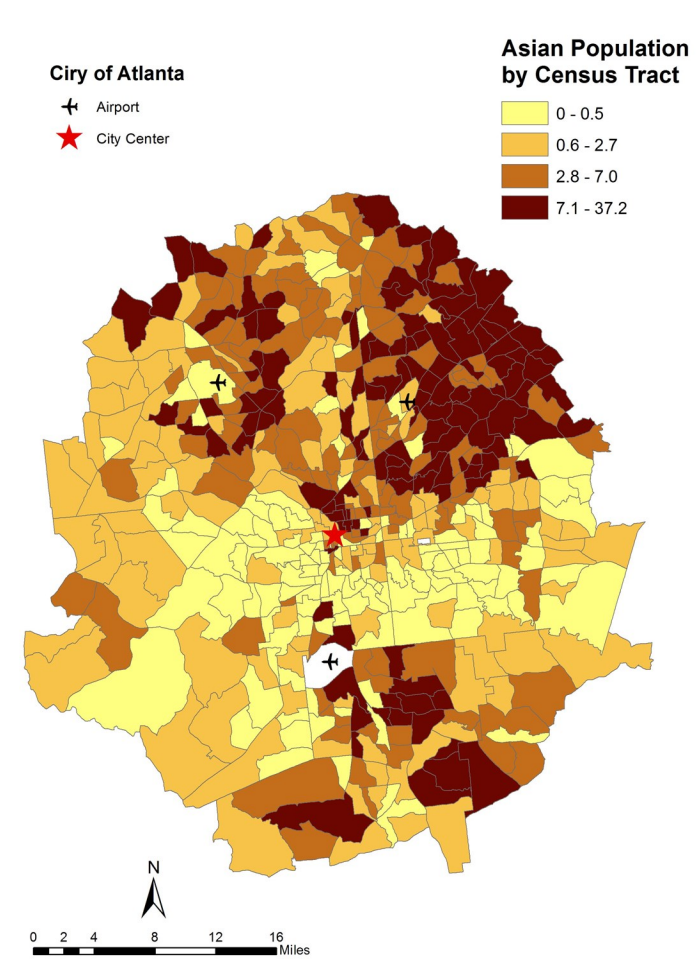 Asian Population
by Census Tract
Ciry of Atlanta
Airport
City Center
0 - 0.5
0.6 - 2.7
2.8 - 7.0
7.1 - 37.2
N
0 2 4 8 12 16
Miles